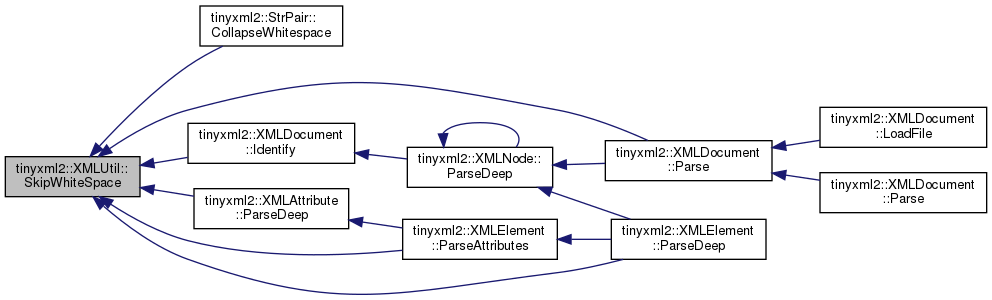 tinyxml2::StrPair::
CollapseWhitespace
tinyxml2::XMLUtil::
SkipWhiteSpace
tinyxml2::XMLDocument
::Identify
tinyxml2::XMLAttribute
::ParseDeep
tinyxml2::XMLNode::
ParseDeep
tinyxml2::XMLElement
::ParseAttributes
tinyxml2::XMLDocument
::Parse
tinyxml2::XMLElement
::ParseDeep
tinyxml2::XMLDocument
::LoadFile
tinyxml2::XMLDocument
::Parse